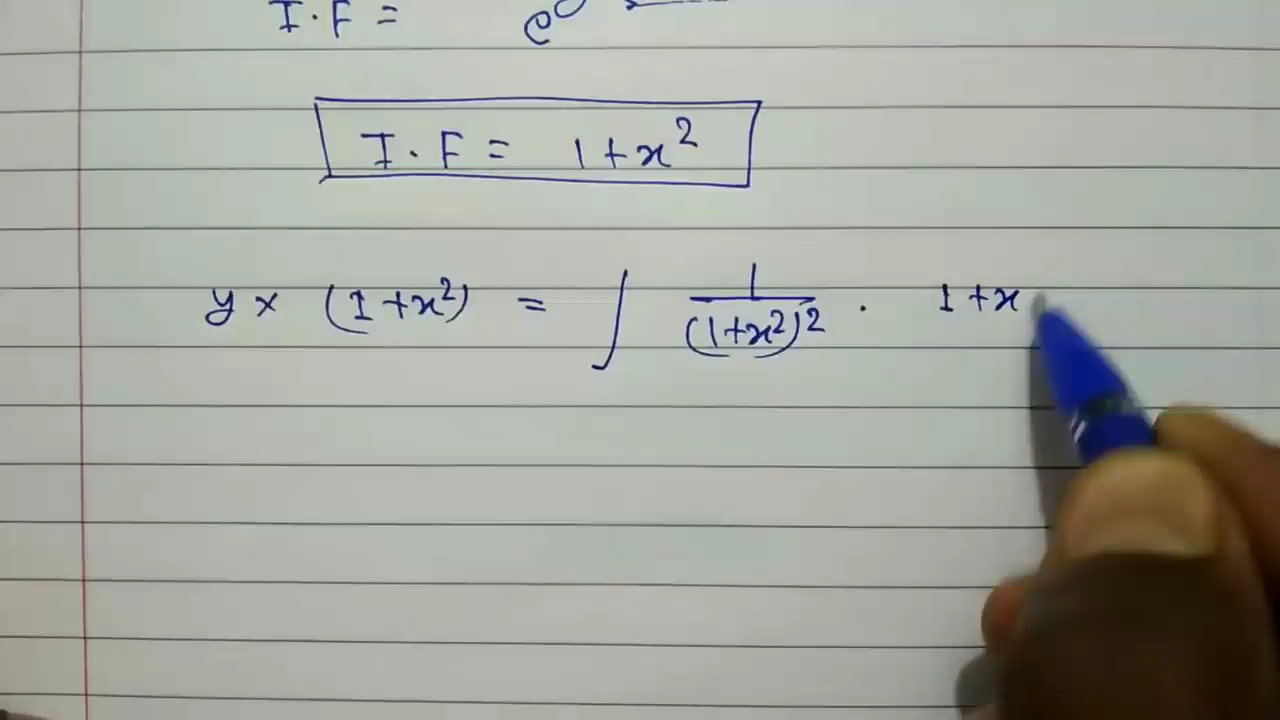 I.F = e
I.F = 1+x²
y × (1+x²) = ∫ 1/(1+x²)² . 1+x